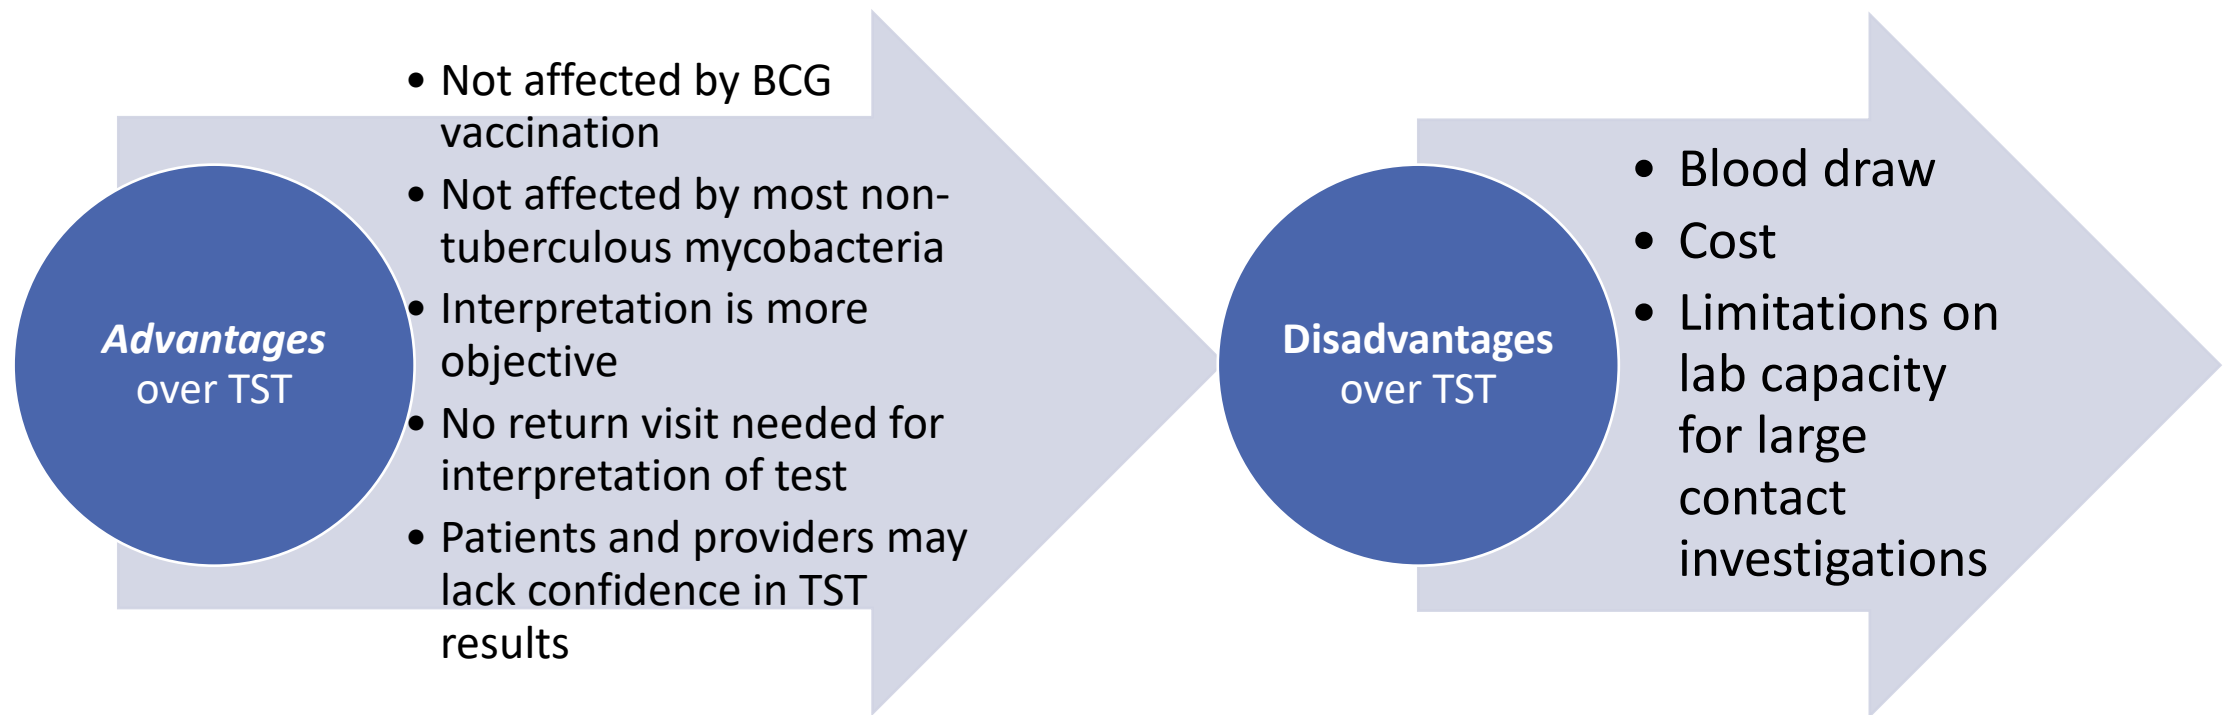 Advantages
over TST
• Not affected by BCG
vaccination
• Not affected by most non-
tuberculous mycobacteria
• Interpretation is more
objective
• No return visit needed for
interpretation of test
• Patients and providers may
lack confidence in TST
results
Disadvantages
over TST
• Blood draw
• Cost
• Limitations on
lab capacity
for large
contact
investigations